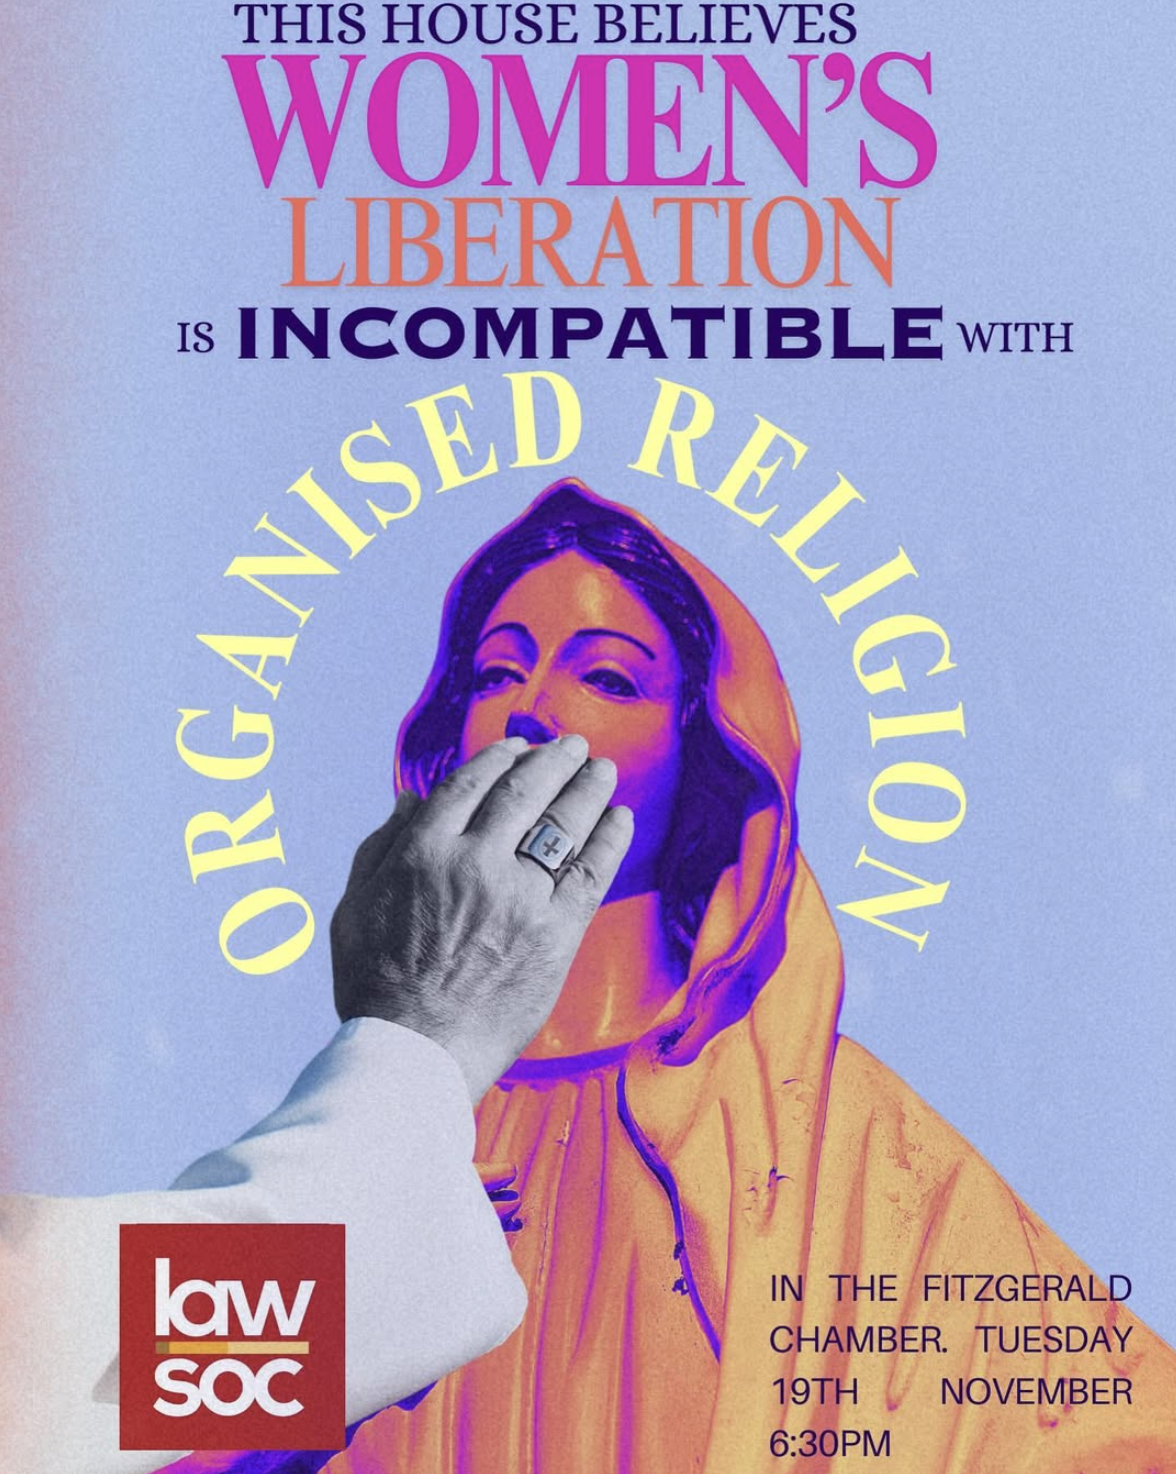 THIS HOUSE BELIEVES
WOMEN'S
LIBERATION
IS INCOMPATIBLE WITH
ORGANISED RELIGION
law
soc
IN THE FITZGERALD
CHAMBER. TUESDAY
19TH NOVEMBER
6:30PM